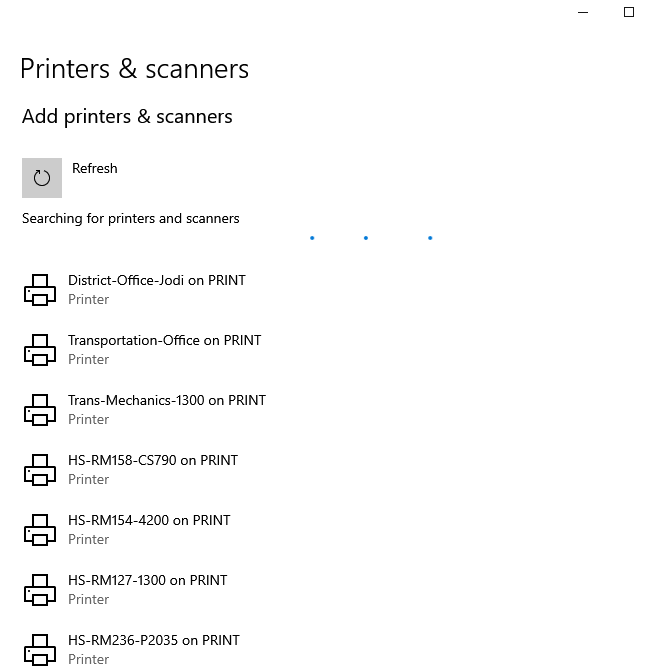 Printers & scanners
Add printers & scanners
Refresh
Searching for printers and scanners
District-Office-Jodi on PRINT
Printer
Transportation-Office on PRINT
Printer
Trans-Mechanics-1300 on PRINT
Printer
HS-RM158-CS790 on PRINT
Printer
HS-RM154-4200 on PRINT
Printer
HS-RM127-1300 on PRINT
Printer
HS-RM236-P2035 on PRINT
Printer